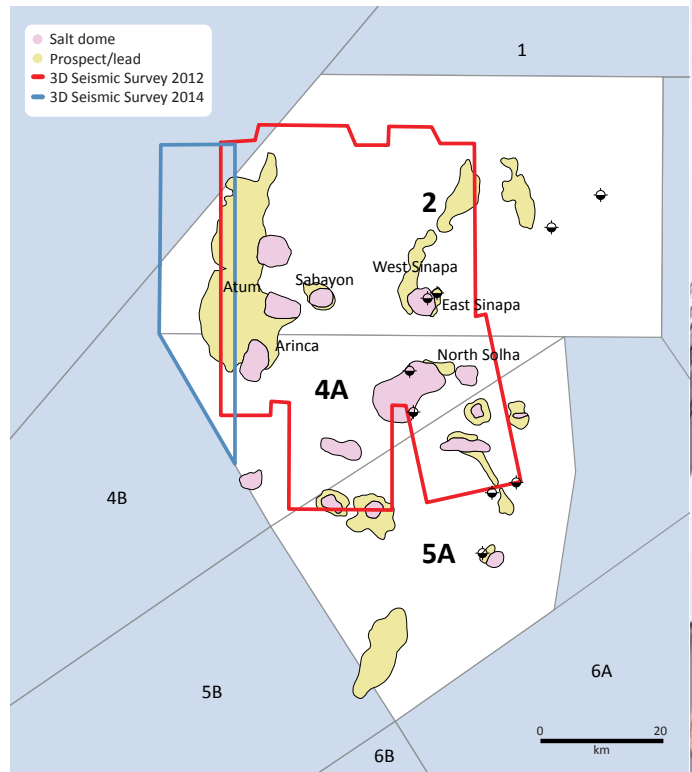 Salt dome
Prospect/lead
3D Seismic Survey 2012
3D Seismic Survey 2014
1
2
West Sinapa
Sabayon
Atum
East Sinapa
Arinca
North Solha
4A
4B
5A
5B
6A
6B
0 20
km